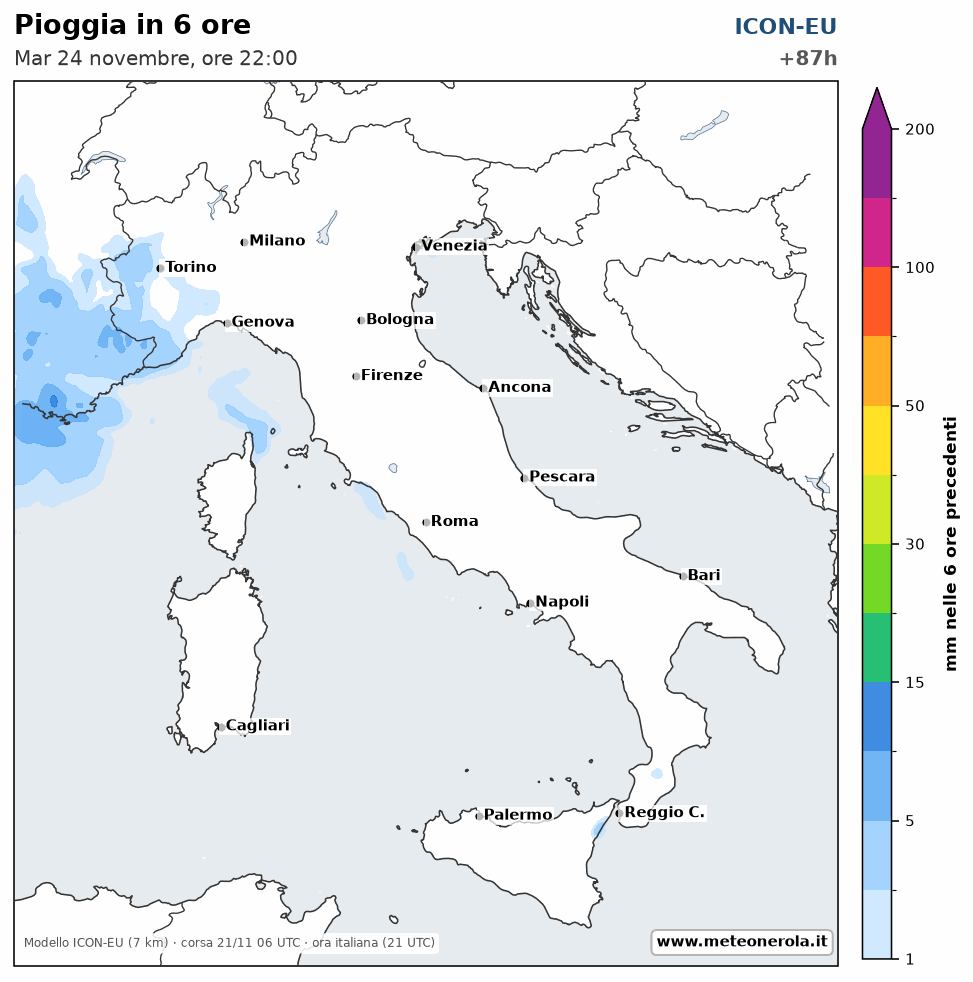 Pioggia in 6 ore
ICON-EU
Mar 24 novembre, ore 22:00
+87h
200
100
50
30
15
5
1
mm nelle 6 ore precedenti
Milano
Venezia
Torino
Genova
Bologna
Firenze
Ancona
Pescara
Roma
Bari
Napoli
Cagliari
Palermo
Reggio C.
Modello ICON-EU (7 km) · corsa 21/11 06 UTC · ora italiana (21 UTC)
www.meteonerola.it